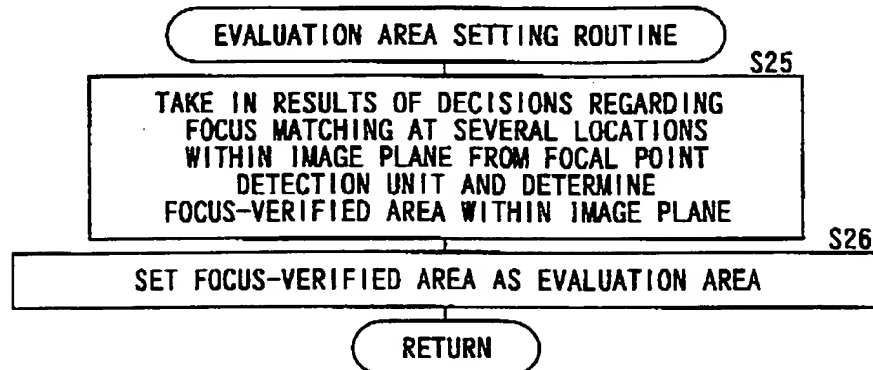 EVALUATION AREA SETTING ROUTINE
S25
TAKE IN RESULTS OF DECISIONS REGARDING
FOCUS MATCHING AT SEVERAL LOCATIONS
WITHIN IMAGE PLANE FROM FOCAL POINT
DETECTION UNIT AND DETERMINE
FOCUS-VERIFIED AREA WITHIN IMAGE PLANE
S26
SET FOCUS-VERIFIED AREA AS EVALUATION AREA
RETURN